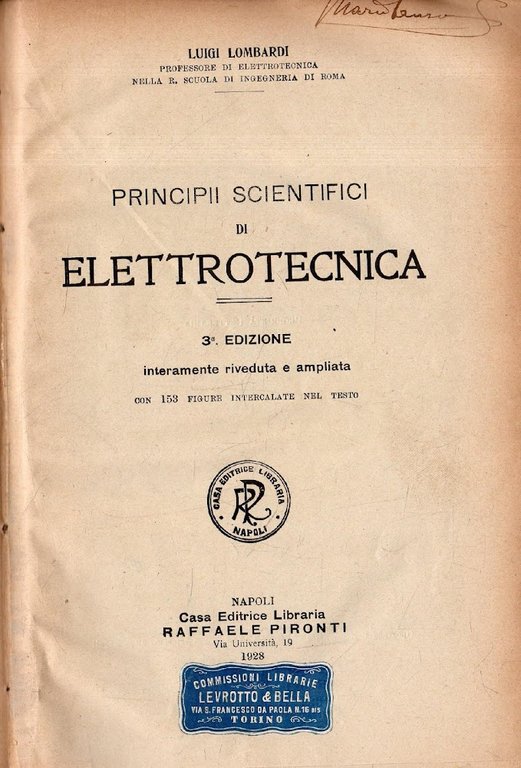 LUIGI LOMBARDI
PROFESSORE DI ELETTROTECNICA
NELLA R. SCUOLA DI INGEGNERIA DI ROMA
PRINCIPII SCIENTIFICI
DI
ELETTROTECNICA
3ª. EDIZIONE
interamente riveduta e ampliata
CON 153 FIGURE INTERCALATE NEL TESTO
CASA EDITRICE LIBRARIA
NAPOLI
NAPOLI
Casa Editrice Libraria
RAFFAELE PIRONTI
Via Università, 19
1928
COMMISSIONI LIBRARIE
LEVROTTO & BELLA
VIA S. FRANCESCO DA PAOLA N. 16 BIS
TORINO